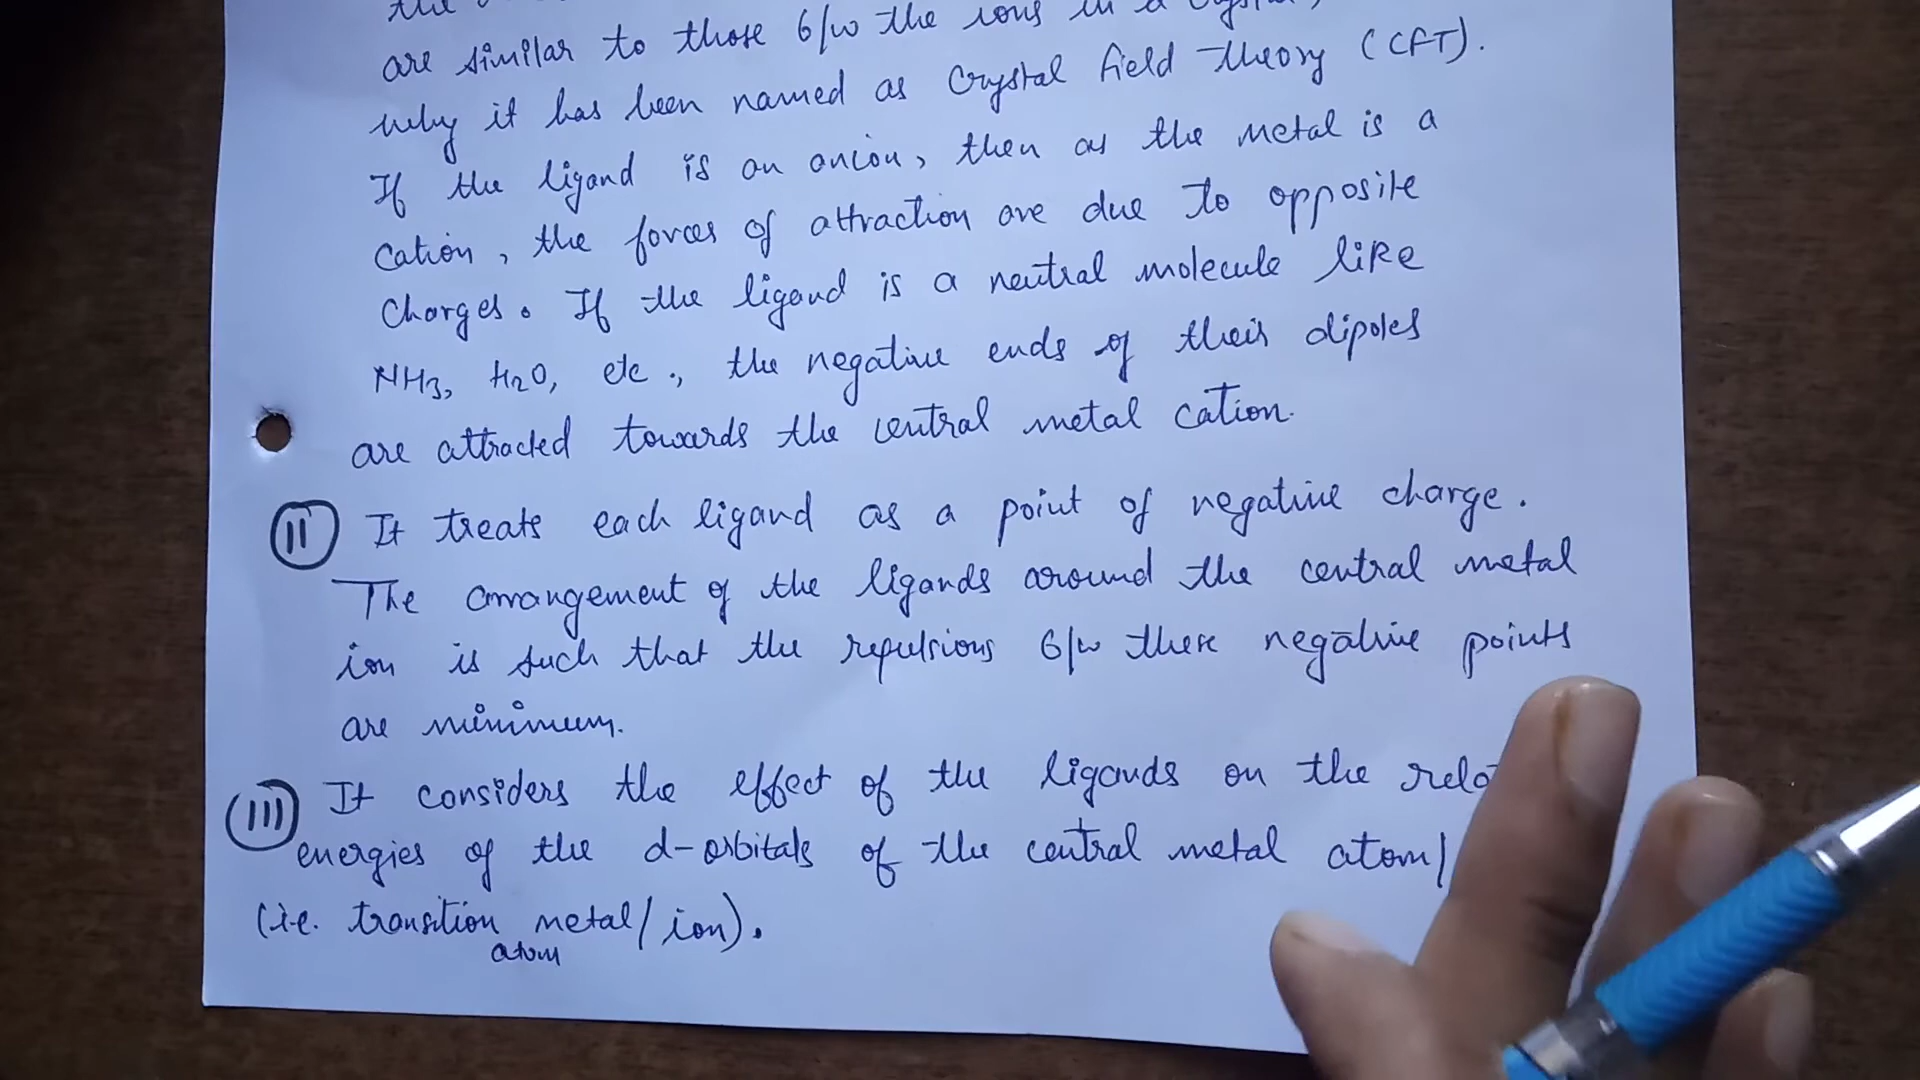 the
are similar to those b/w the ions in a crystal,
why it has been named as Crystal field theory (CFT).
If the ligand is an anion, then as the metal is a
cation, the forces of attraction are due to opposite
charges. If the ligand is a neutral molecule like
NH3, H2O, etc., the negative ends of their dipoles
are attracted towards the central metal cation.
(II) It treats each ligand as a point of negative charge.
The arrangement of the ligands around the central metal
ion is such that the repulsions b/w these negative points
are minimum.
(III) It considers the effect of the ligands on the
energies of the d-orbitals of the central metal atom/
(i.e. transition metal/ion).
atom